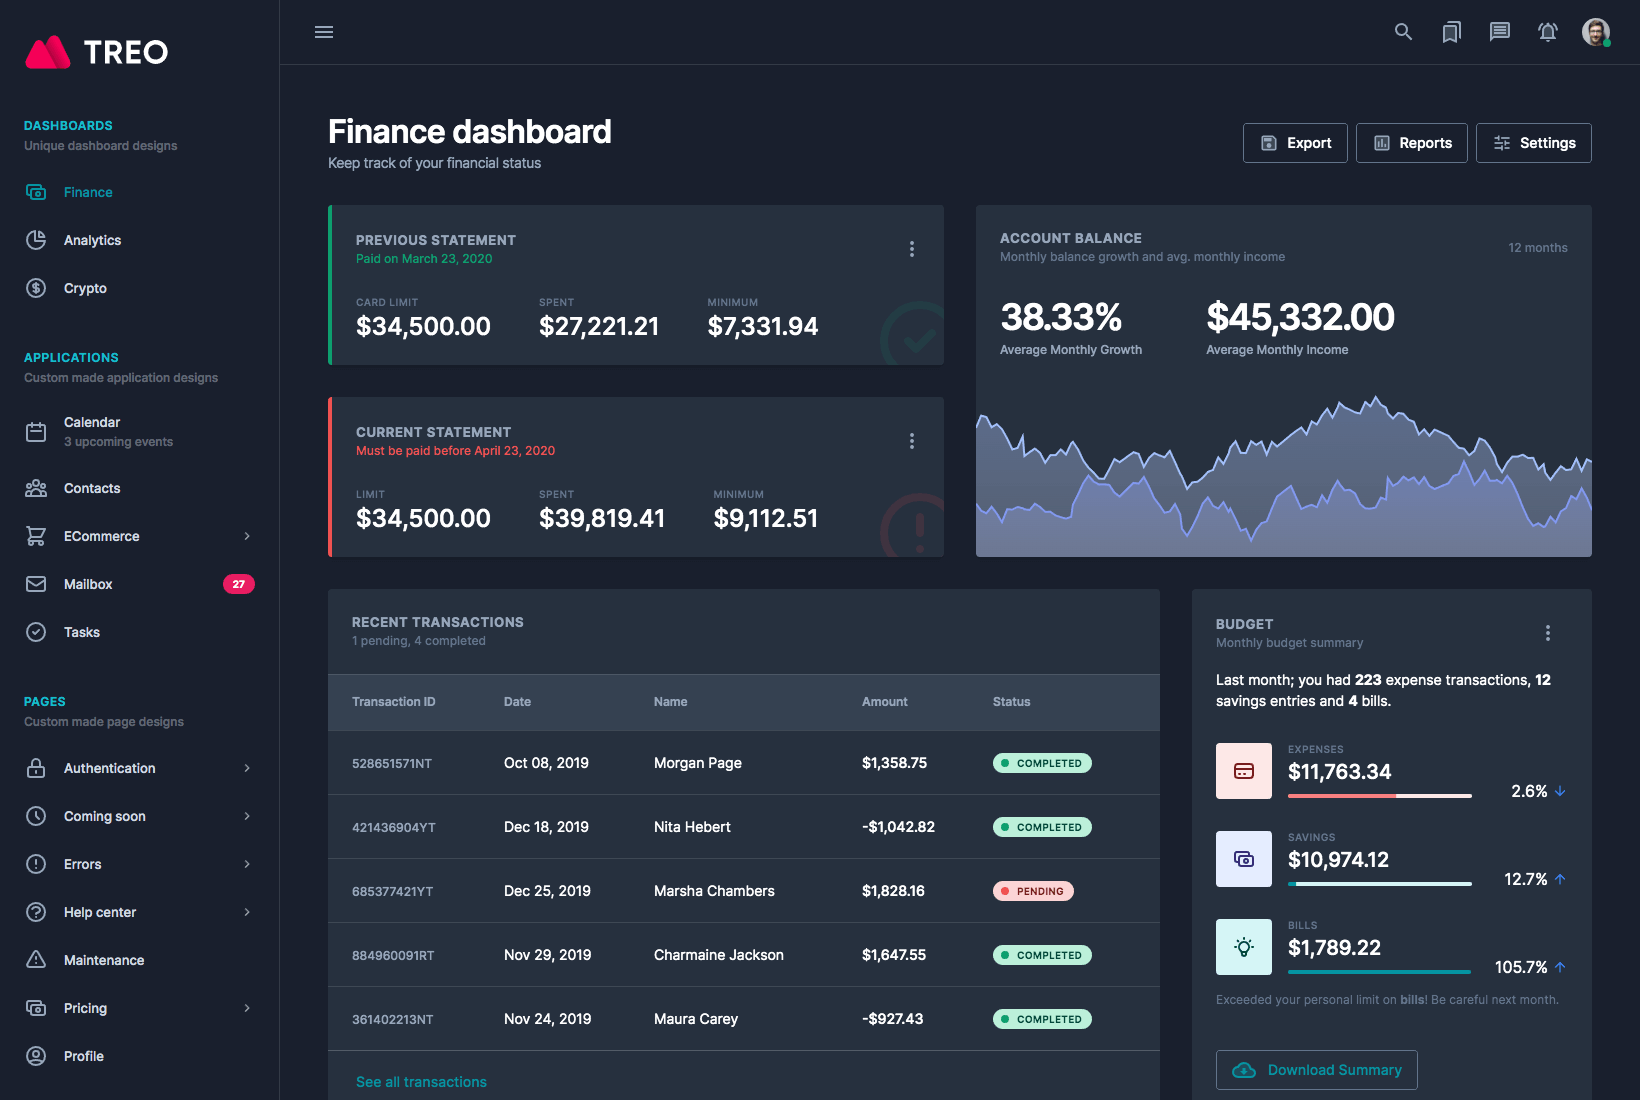 TREO
DASHBOARDS
Unique dashboard designs
Finance
Analytics
Crypto
APPLICATIONS
Custom made application designs
Calendar
3 upcoming events
Contacts
ECommerce
Mailbox
27
Tasks
PAGES
Custom made page designs
Authentication
Coming soon
Errors
Help center
Maintenance
Pricing
Profile
Finance dashboard
Keep track of your financial status
Export
Reports
Settings
PREVIOUS STATEMENT
Paid on March 23, 2020
CARD LIMIT
$34,500.00
SPENT
$27,221.21
MINIMUM
$7,331.94
CURRENT STATEMENT
Must be paid before April 23, 2020
LIMIT
$34,500.00
SPENT
$39,819.41
MINIMUM
$9,112.51
ACCOUNT BALANCE
Monthly balance growth and avg. monthly income
12 months
38.33%
Average Monthly Growth
$45,332.00
Average Monthly Income
RECENT TRANSACTIONS
1 pending, 4 completed
Transaction ID Date Name Amount Status
528651571NT Oct 08, 2019 Morgan Page $1,358.75 COMPLETED
421436904YT Dec 18, 2019 Nita Hebert -$1,042.82 COMPLETED
685377421YT Dec 25, 2019 Marsha Chambers $1,828.16 PENDING
884960091RT Nov 29, 2019 Charmaine Jackson $1,647.55 COMPLETED
361402213NT Nov 24, 2019 Maura Carey -$927.43 COMPLETED
See all transactions
BUDGET
Monthly budget summary
Last month; you had 223 expense transactions, 12
savings entries and 4 bills.
EXPENSES
$11,763.34
2.6%
SAVINGS
$10,974.12
12.7%
BILLS
$1,789.22
105.7%
Exceeded your personal limit on bills! Be careful next month.
Download Summary